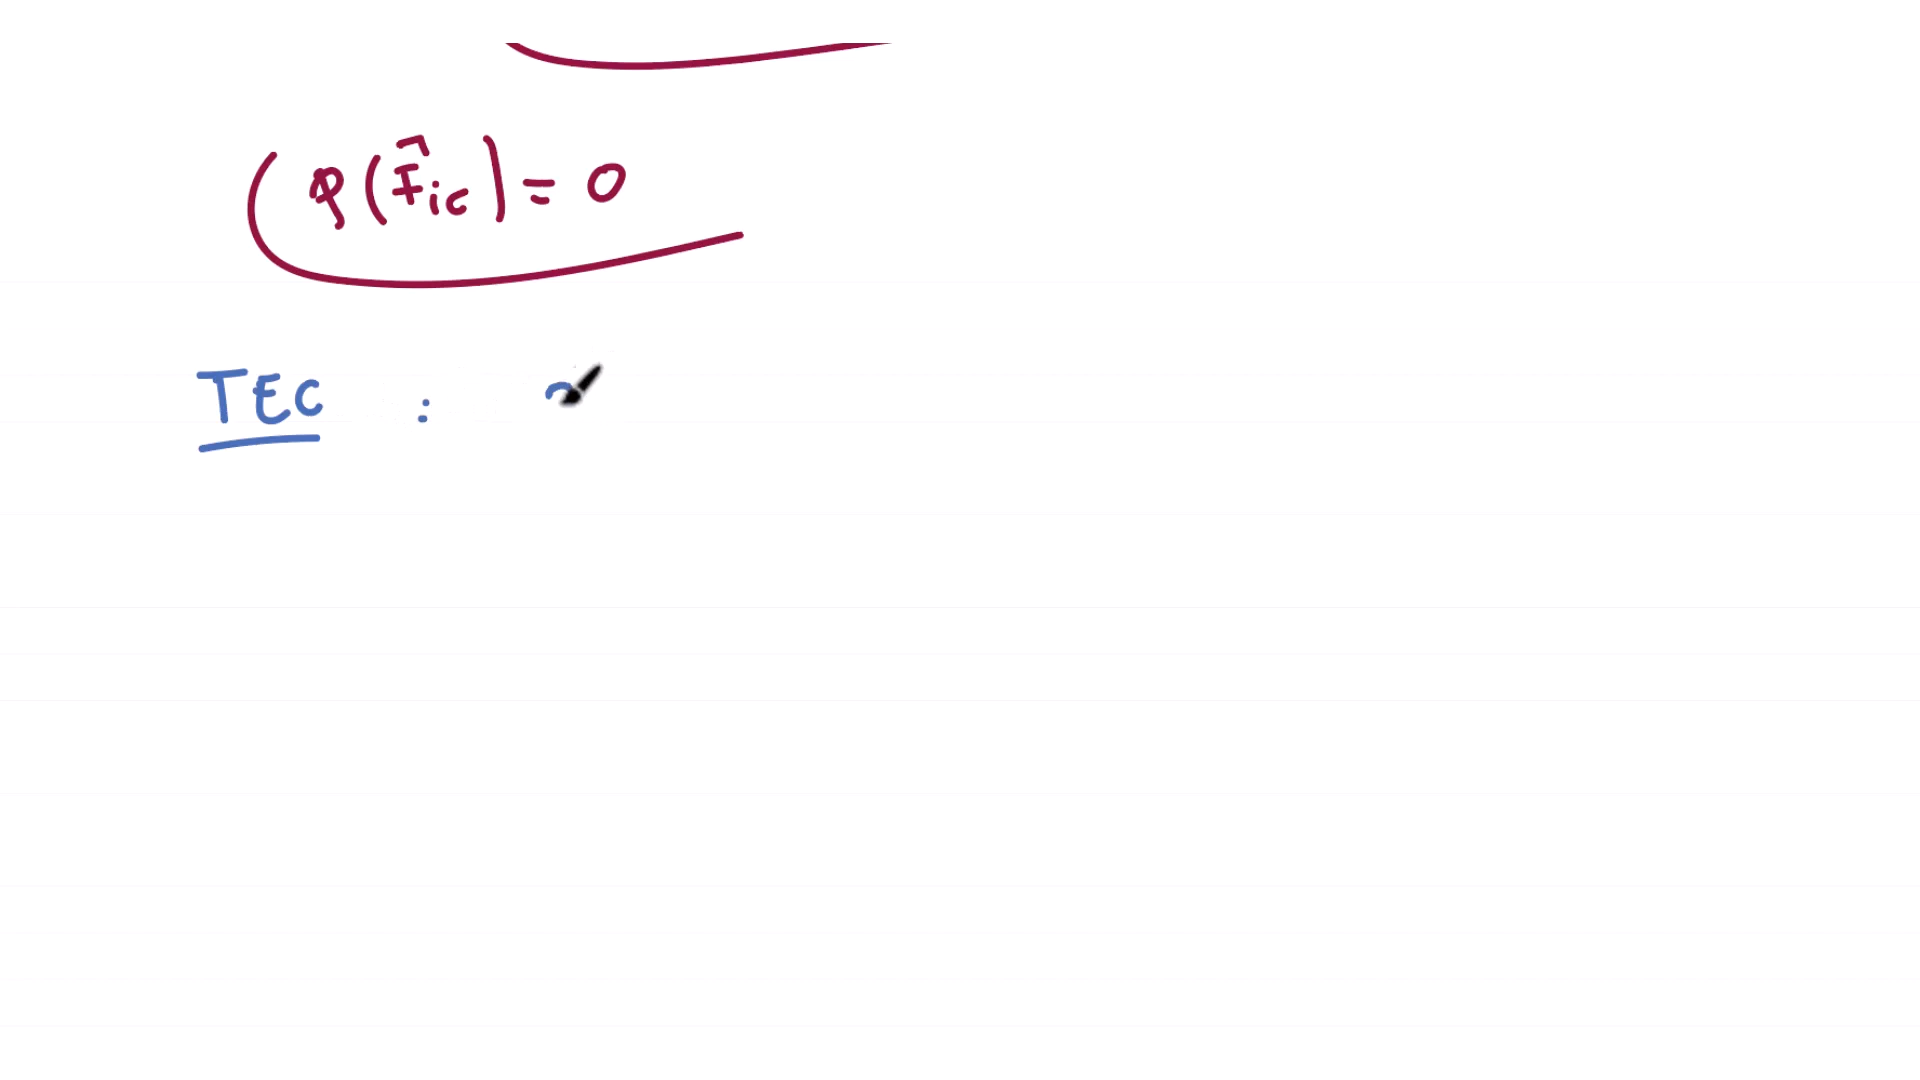 P(F⃗ic) = 0
TEC :